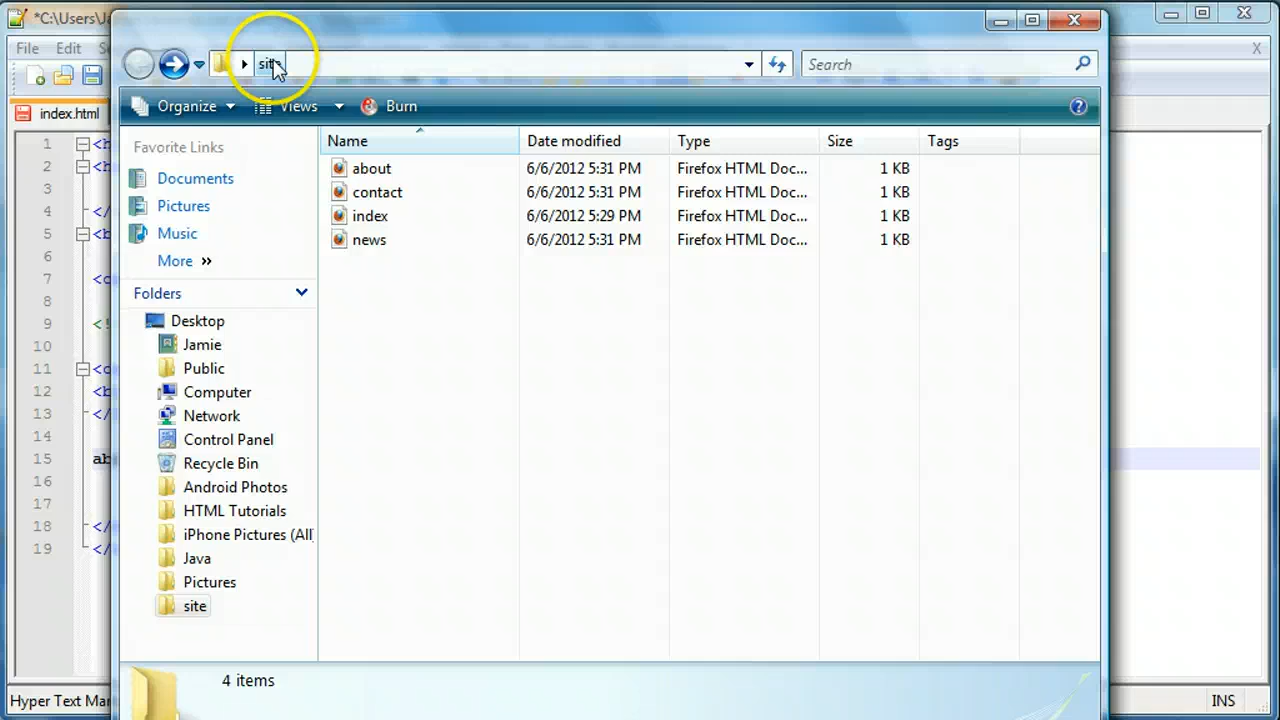 *C:\Users\Ja
File Edit S
X
index.html
site
Search
Organize Views Burn
Favorite Links
Documents
Pictures
Music
More »
Folders
Desktop
Jamie
Public
Computer
Network
Control Panel
Recycle Bin
Android Photos
HTML Tutorials
iPhone Pictures (All
Java
Pictures
site
Name Date modified Type Size Tags
about 6/6/2012 5:31 PM Firefox HTML Doc... 1 KB
contact 6/6/2012 5:31 PM Firefox HTML Doc... 1 KB
index 6/6/2012 5:29 PM Firefox HTML Doc... 1 KB
news 6/6/2012 5:31 PM Firefox HTML Doc... 1 KB
4 items
1 <h
2 <h
3
4 </
5 <b
6
7 <c
8
9 <!
10
11 <c
12 <b
13 </
14
15 ab
16
17
18 </
19 </
Hyper Text Mar
INS